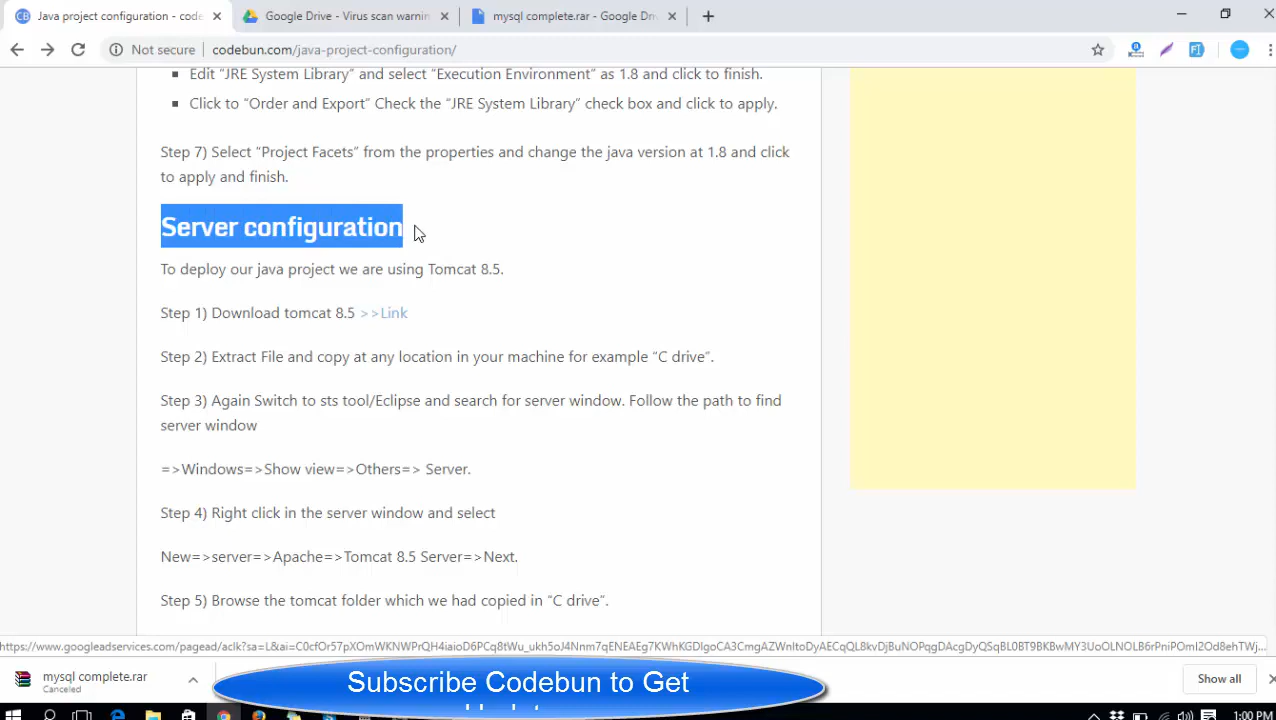 Java project configuration - code
Google Drive - Virus scan warnin
mysql complete.rar - Google Dri
Not secure
codebun.com/java-project-configuration/
Edit “JRE System Library” and select “Execution Environment” as 1.8 and click to finish.
Click to “Order and Export” Check the “JRE System Library” check box and click to apply.
Step 7) Select “Project Facets” from the properties and change the java version at 1.8 and click
to apply and finish.
Server configuration
To deploy our java project we are using Tomcat 8.5.
Step 1) Download tomcat 8.5 >>Link
Step 2) Extract File and copy at any location in your machine for example “C drive”.
Step 3) Again Switch to sts tool/Eclipse and search for server window. Follow the path to find
server window
=>Windows=>Show view=>Others=> Server.
Step 4) Right click in the server window and select
New=>server=>Apache=>Tomcat 8.5 Server=>Next.
Step 5) Browse the tomcat folder which we had copied in “C drive”.
mysql complete.rar
Canceled
Subscribe Codebun to Get
Show all
1:00 PM